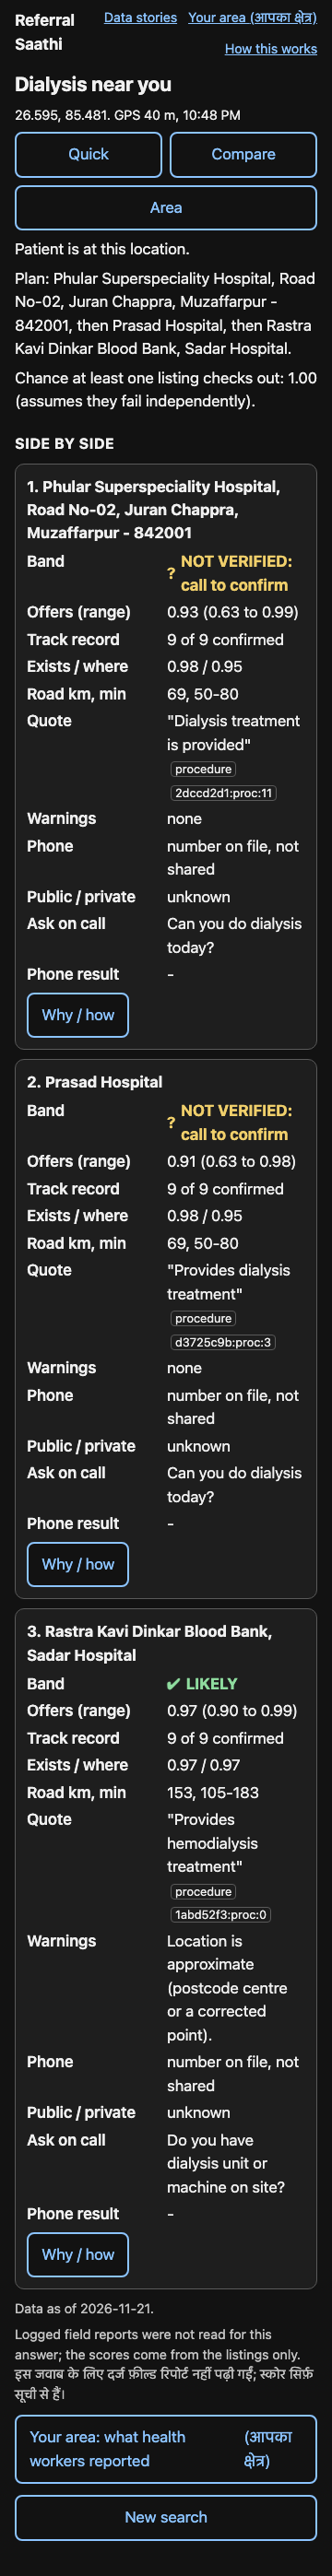 Referral Saathi
Data stories
Your area (आपका क्षेत्र)
How this works
Dialysis near you
26.595, 85.481. GPS 40 m, 10:48 PM
Quick
Compare
Area
Patient is at this location.
Plan: Phular Superspeciality Hospital, Road
No-02, Juran Chappra, Muzaffarpur -
842001, then Prasad Hospital, then Rastra
Kavi Dinkar Blood Bank, Sadar Hospital.
Chance at least one listing checks out: 1.00
(assumes they fail independently).
SIDE BY SIDE
1. Phular Superspeciality Hospital,
Road No-02, Juran Chappra,
Muzaffarpur - 842001
Band
? NOT VERIFIED:
call to confirm
Offers (range) 0.93 (0.63 to 0.99)
Track record 9 of 9 confirmed
Exists / where 0.98 / 0.95
Road km, min 69, 50-80
Quote "Dialysis treatment
is provided"
procedure
2dccd2d1:proc:11
Warnings none
Phone number on file, not
shared
Public / private unknown
Ask on call Can you do dialysis
today?
Phone result -
Why / how
2. Prasad Hospital
Band
? NOT VERIFIED:
call to confirm
Offers (range) 0.91 (0.63 to 0.98)
Track record 9 of 9 confirmed
Exists / where 0.98 / 0.95
Road km, min 69, 50-80
Quote "Provides dialysis
treatment"
procedure
d3725c9b:proc:3
Warnings none
Phone number on file, not
shared
Public / private unknown
Ask on call Can you do dialysis
today?
Phone result -
Why / how
3. Rastra Kavi Dinkar Blood Bank,
Sadar Hospital
Band ✔ LIKELY
Offers (range) 0.97 (0.90 to 0.99)
Track record 9 of 9 confirmed
Exists / where 0.97 / 0.97
Road km, min 153, 105-183
Quote "Provides
hemodialysis
treatment"
procedure
1abd52f3:proc:0
Warnings Location is
approximate
(postcode centre
or a corrected
point).
Phone number on file, not
shared
Public / private unknown
Ask on call Do you have
dialysis unit or
machine on site?
Phone result -
Why / how
Data as of 2026-11-21.
Logged field reports were not read for this
answer; the scores come from the listings only.
इस जवाब के लिए दर्ज फ़ील्ड रिपोर्ट नहीं पढ़ी गईं; स्कोर सिर्फ़
सूची से हैं।
Your area: what health
workers reported
(आपका
क्षेत्र)
New search